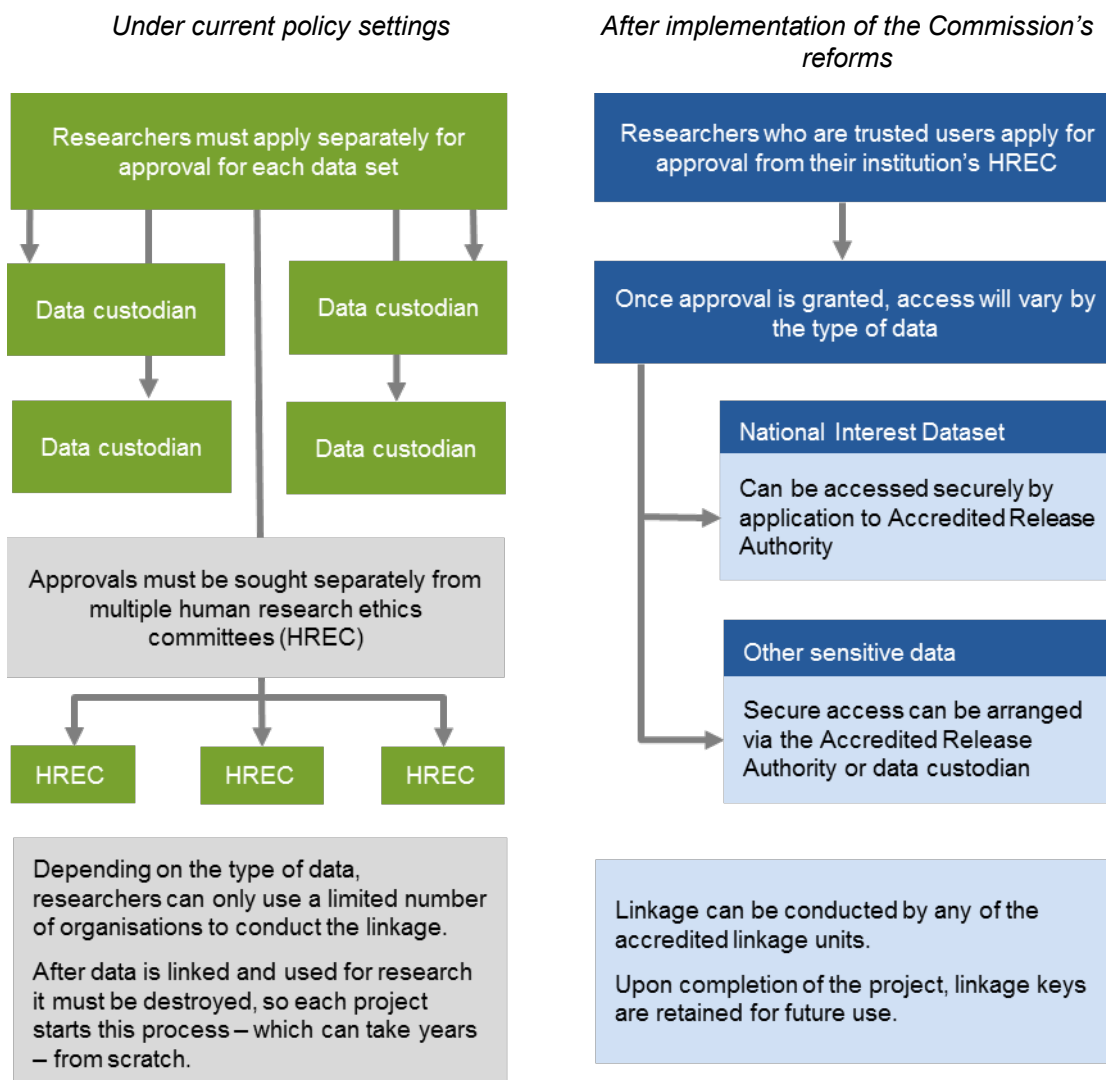 Under current policy settings
Researchers must apply separately for
approval for each data set
Data custodian
Data custodian
Data custodian
Data custodian
Approvals must be sought separately from
multiple human research ethics
committees (HREC)
HREC
HREC
HREC
Depending on the type of data,
researchers can only use a limited number
of organisations to conduct the linkage.
After data is linked and used for research
it must be destroyed, so each project
starts this process – which can take years
– from scratch.
After implementation of the Commission's
reforms
Researchers who are trusted users apply for
approval from their institution's HREC
Once approval is granted, access will vary by
the type of data
National Interest Dataset
Can be accessed securely by
application to Accredited Release
Authority
Other sensitive data
Secure access can be arranged
via the Accredited Release
Authority or data custodian
Linkage can be conducted by any of the
accredited linkage units.
Upon completion of the project, linkage keys
are retained for future use.